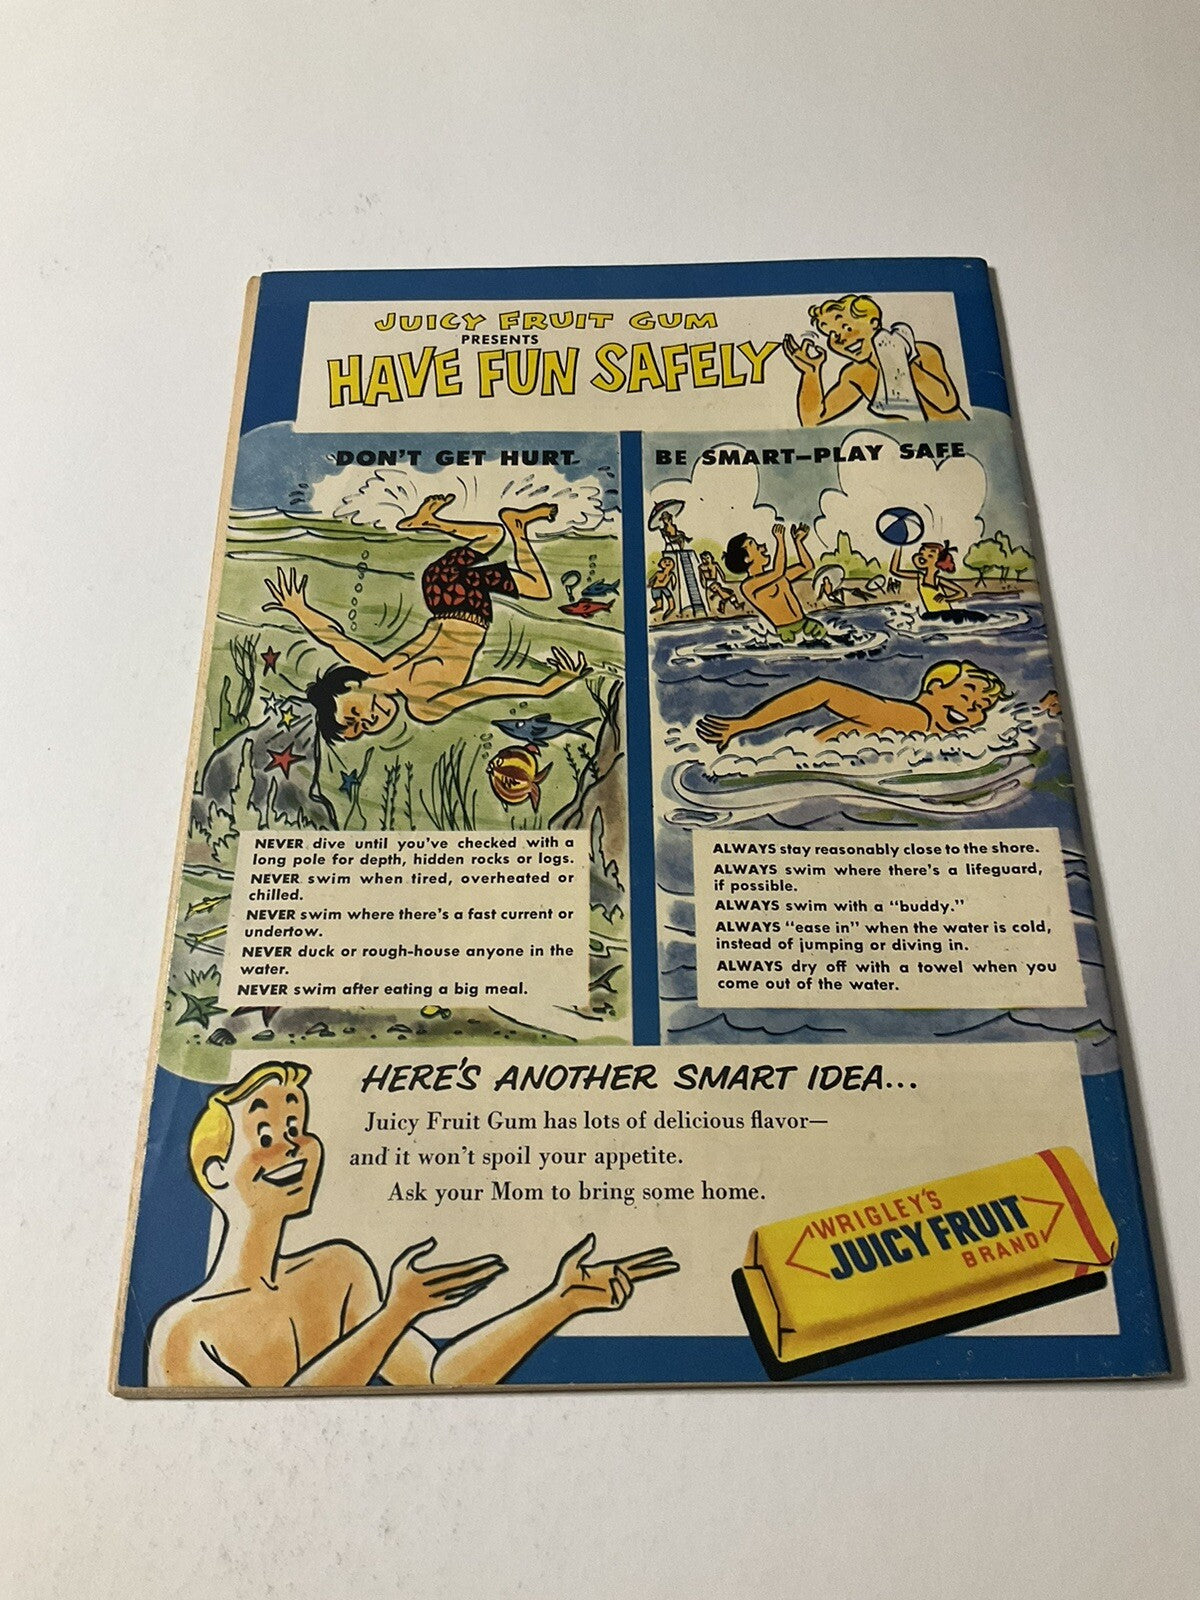 JUICY FRUIT GUM
PRESENTS
HAVE FUN SAFELY
DON'T GET HURT
NEVER dive until you've checked with a
long pole for depth, hidden rocks or logs.
NEVER swim when tired, overheated or
chilled.
NEVER swim where there's a fast current or
undertow.
NEVER duck or rough-house anyone in the
water.
NEVER swim after eating a big meal.
BE SMART—PLAY SAFE
ALWAYS stay reasonably close to the shore.
ALWAYS swim where there's a lifeguard,
if possible.
ALWAYS swim with a "buddy."
ALWAYS "ease in" when the water is cold,
instead of jumping or diving in.
ALWAYS dry off with a towel when you
come out of the water.
HERE'S ANOTHER SMART IDEA...
Juicy Fruit Gum has lots of delicious flavor—
and it won't spoil your appetite.
Ask your Mom to bring some home.
WRIGLEY'S
JUICY FRUIT
BRAND